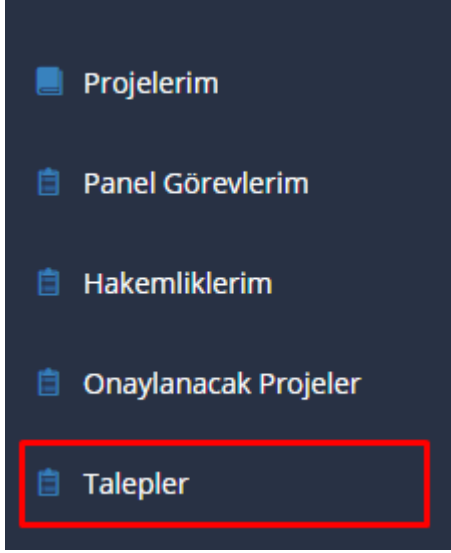 Projelerim
Panel Görevlerim
Hakemliklerim
Onaylanacak Projeler
Talepler